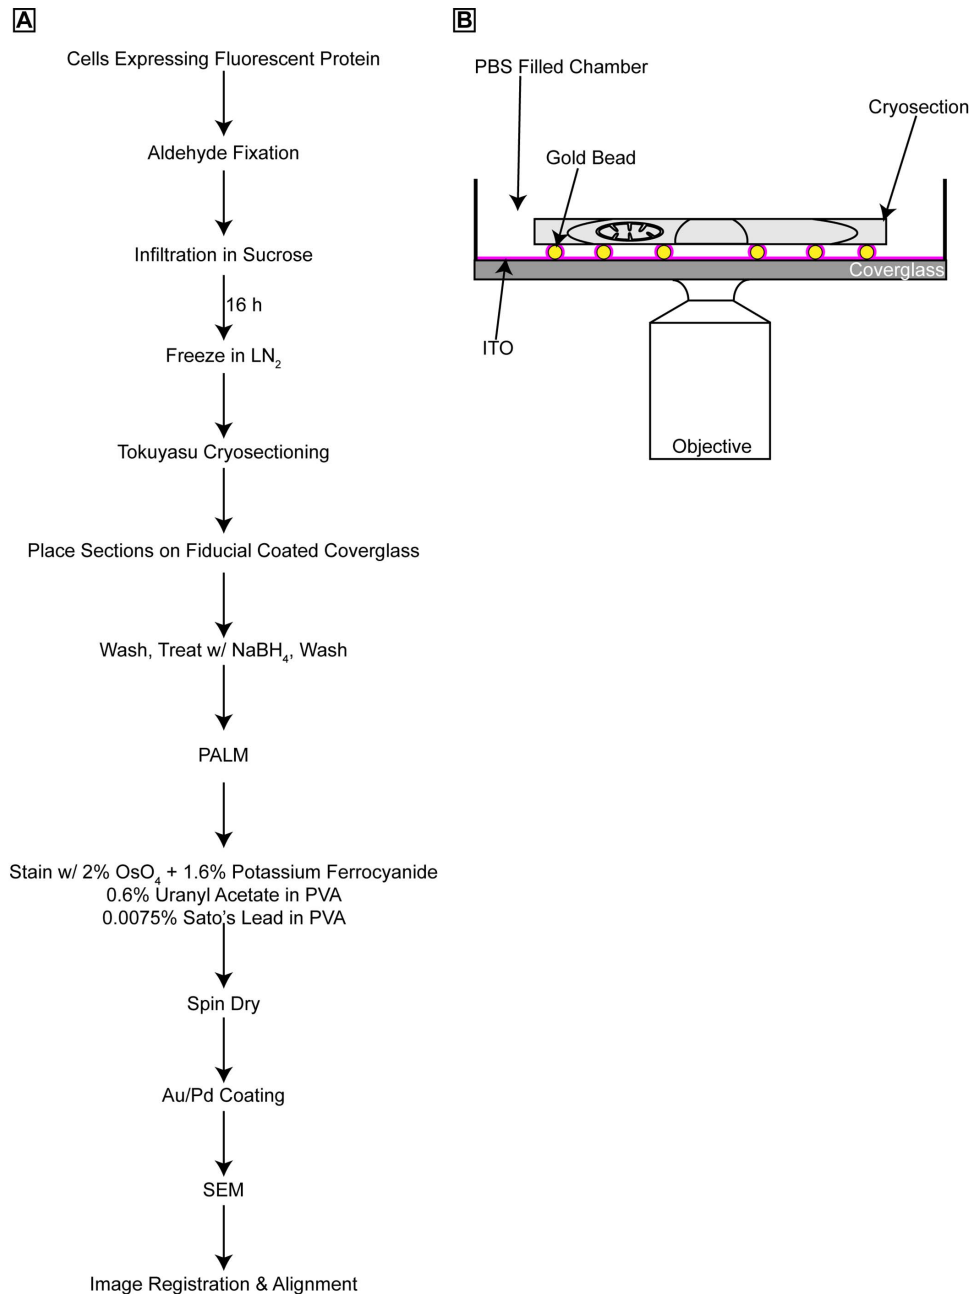 A
Cells Expressing Fluorescent Protein
Aldehyde Fixation
Infiltration in Sucrose
16 h
Freeze in LN₂
Tokuyasu Cryosectioning
Place Sections on Fiducial Coated Coverglass
Wash, Treat w/ NaBH₄, Wash
PALM
Stain w/ 2% OsO₄ + 1.6% Potassium Ferrocyanide
0.6% Uranyl Acetate in PVA
0.0075% Sato's Lead in PVA
Spin Dry
Au/Pd Coating
SEM
Image Registration & Alignment
B
PBS Filled Chamber
Cryosection
Gold Bead
Coverglass
ITO
Objective